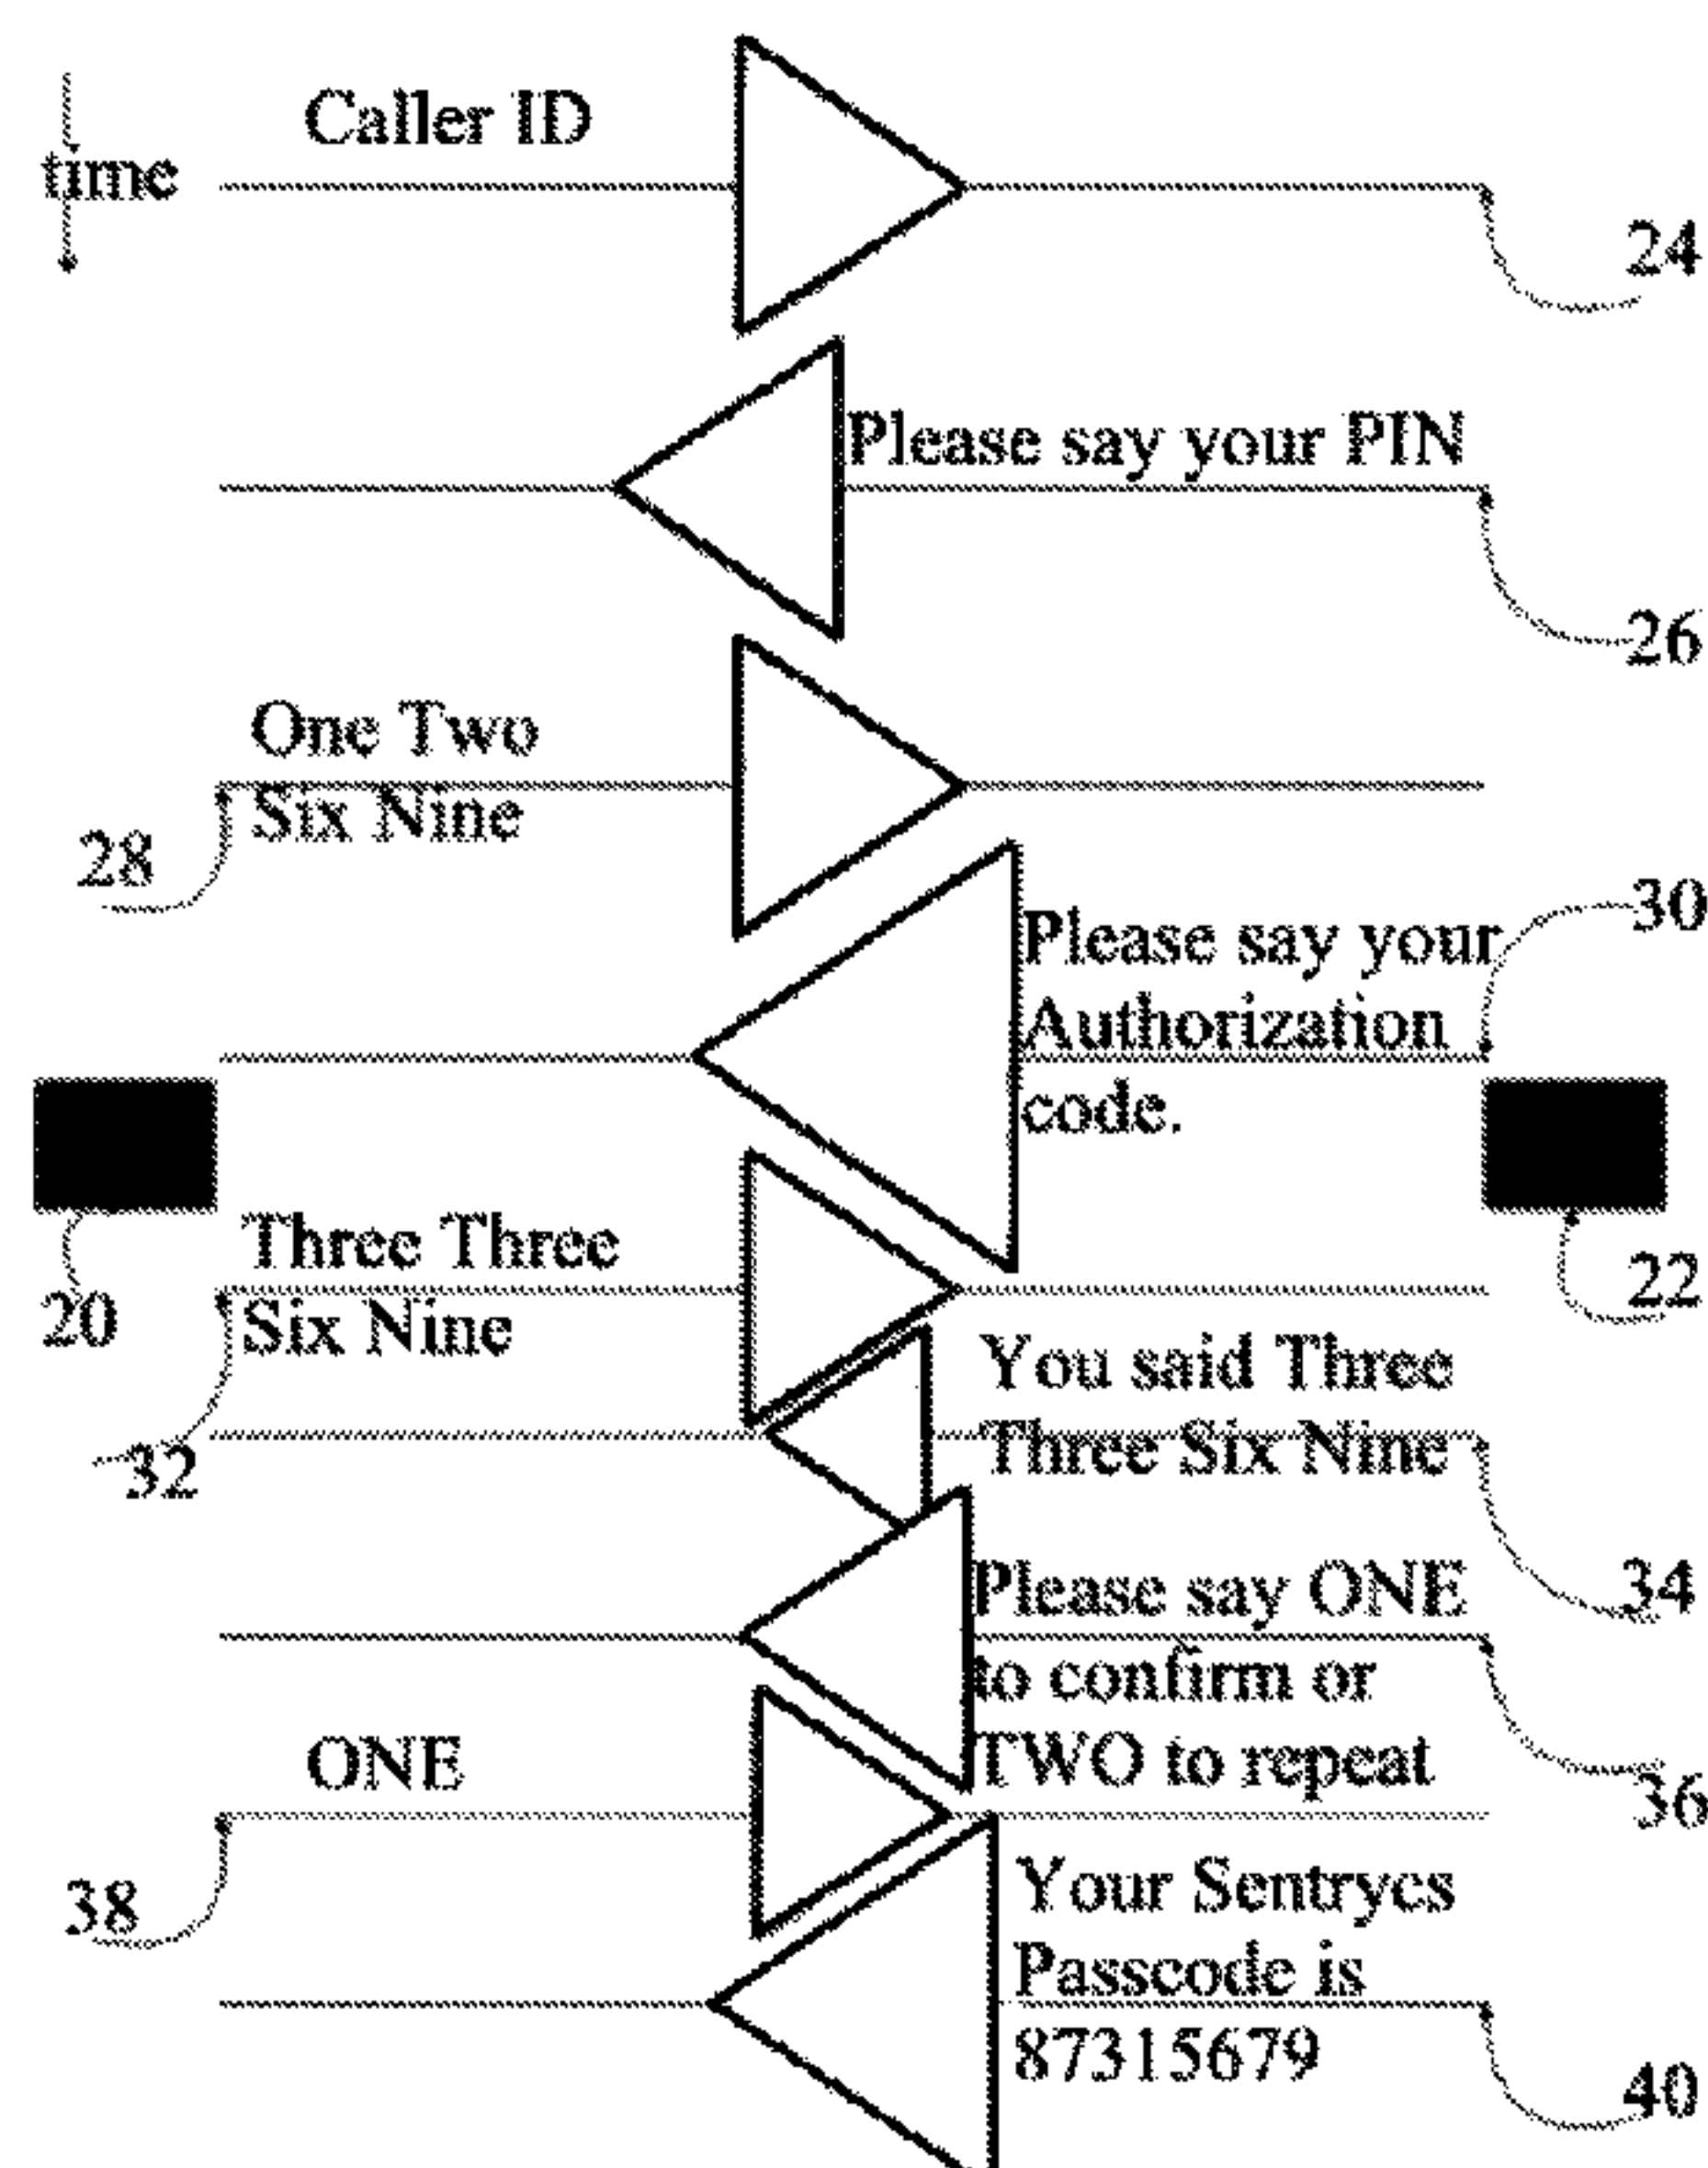 Caller ID
time
24
Please say your PIN
26
One Two
Six Nine
28
30
Please say your
Authorization
code.
Three Three
Six Nine
20
22
You said Three
Three Six Nine
32
34
Please say ONE
to confirm or
TWO to repeat
ONE
36
38
Your Sentrycs
Passcode is
87315679
40